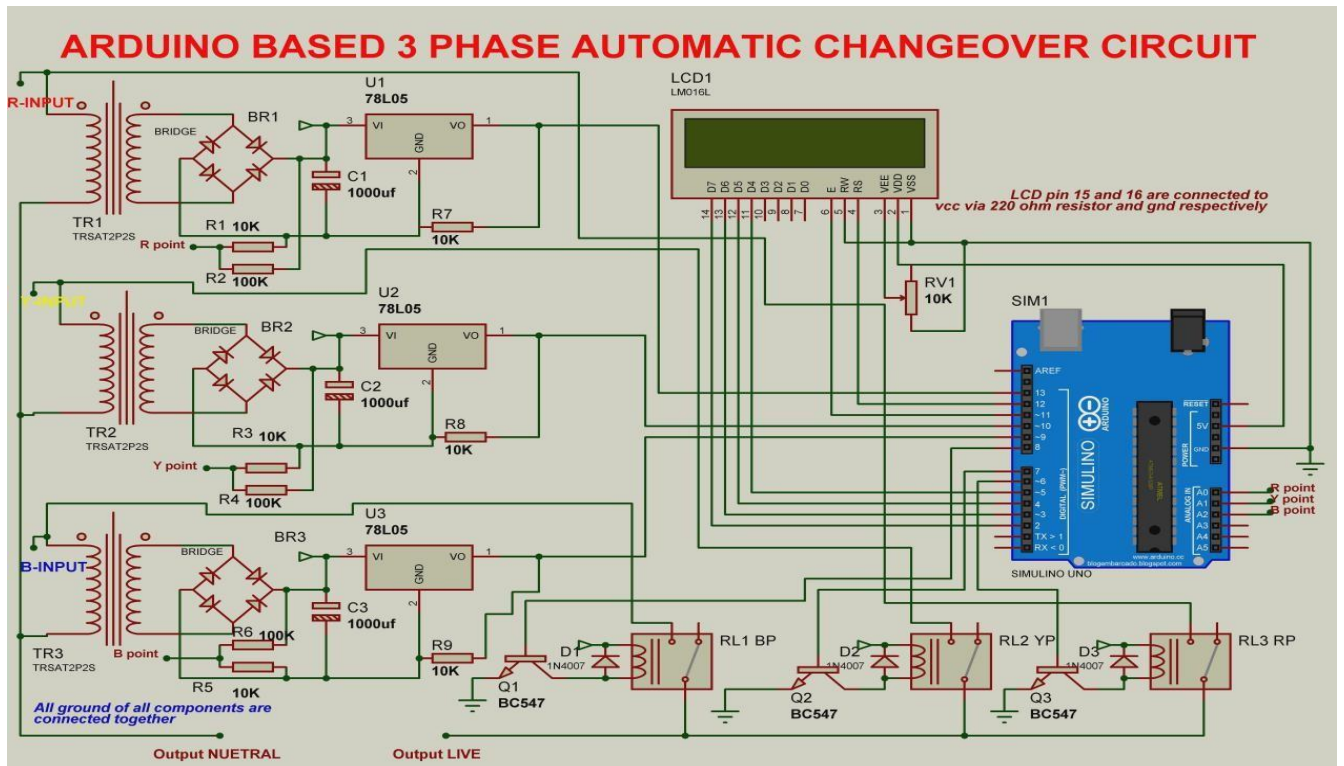 ARDUINO BASED 3 PHASE AUTOMATIC CHANGEOVER CIRCUIT
R-INPUT
TR1
TRSAT2P2S
BRIDGE
BR1
U1
78L05
3
VI
VO
1
GND
2
C1
1000uf
R1
10K
R point
R2
100K
R7
10K
LCD1
LM016L
D7
D6
D5
D4
D3
D2
D1
D0
E
RW
RS
VEE
VDD
VSS
14
13
12
11
10
9
8
7
6
5
4
3
2
1
LCD pin 15 and 16 are connected to
vcc via 220 ohm resistor and gnd respectively
RV1
10K
Y-INPUT
TR2
TRSAT2P2S
BRIDGE
BR2
U2
78L05
3
VI
VO
1
GND
2
C2
1000uf
R3
10K
Y point
R4
100K
R8
10K
SIM1
AREF
13
12
~11
~10
~9
8
7
~6
~5
4
~3
2
TX > 1
RX < 0
DIGITAL (PWM~)
ARDUINO
SIMULINO
RESET
5V
GND
POWER
A0
A1
A2
A3
A4
A5
ANALOG IN
R point
Y point
B point
www.arduino.cc
blogembarcado.blogspot.com
SIMULINO UNO
B-INPUT
TR3
TRSAT2P2S
BRIDGE
BR3
U3
78L05
3
VI
VO
1
GND
2
C3
1000uf
R6
100K
B point
R5
10K
R9
10K
Q1
BC547
D1
1N4007
RL1 BP
Q2
BC547
D2
1N4007
RL2 YP
Q3
BC547
D3
1N4007
RL3 RP
All ground of all components are
connected together
Output NUETRAL
Output LIVE